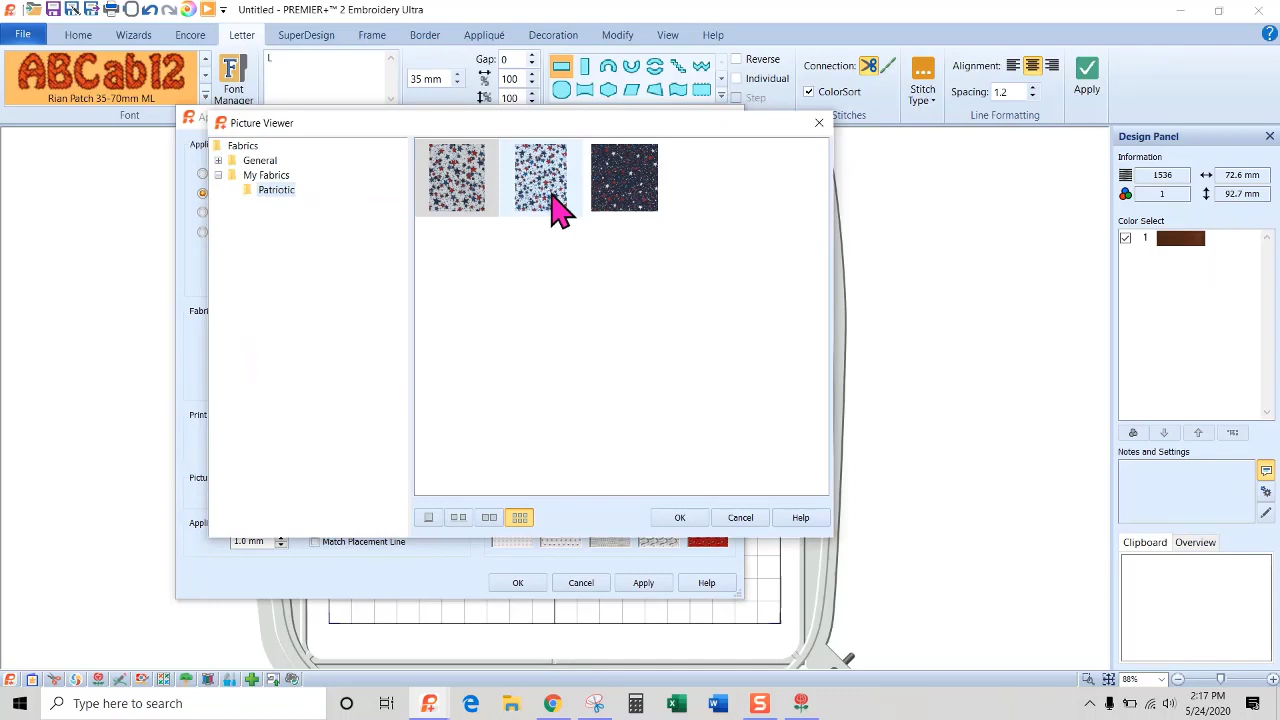 PREMIER+™ 2 Embroidery Ultra
File Home Wizards Encore Letter SuperDesign Frame Border Appliqué Decoration Modify View Help
ABCab12
Rian Patch 35-70mm ML
Font
Font Manager
L
35 mm
Gap: 0
100
100
Reverse
Individual
Step
Connection:
ColorSort
Stitch Type
Stitches
Alignment:
Spacing: 1.2
Line Formatting
Apply
Picture Viewer
Fabrics
General
My Fabrics
Patriotic
OK Cancel Help
Print
1.0 mm
Match Placement Line
OK Cancel Apply Help
Design Panel
Information
1536 72.6 mm
1 92.7 mm
Color Select
1
Notes and Settings
Clipboard Overview
88%
Type here to search
2:17 PM
5/24/2020